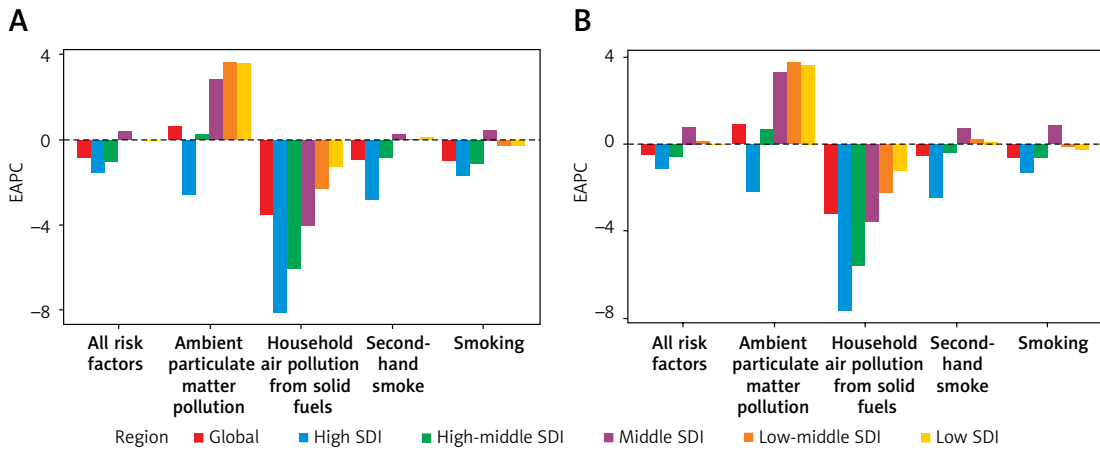 A
4
0
−4
−8
EAPC
All risk
factors
Ambient
particulate
matter
pollution
Household
air pollution
from solid
fuels
Second-
hand
smoke
Smoking
B
4
0
−4
−8
EAPC
All risk
factors
Ambient
particulate
matter
pollution
Household
air pollution
from solid
fuels
Second-
hand
smoke
Smoking
Region Global High SDI High-middle SDI Middle SDI Low-middle SDI Low SDI